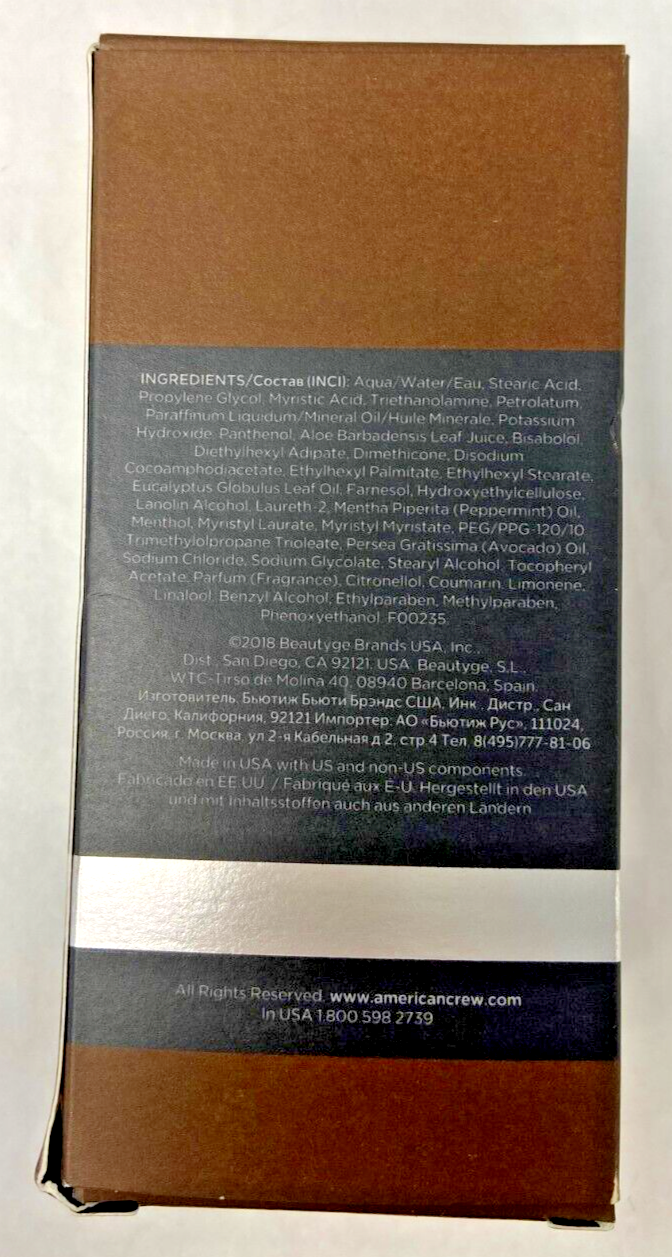 INGREDIENTS/Состав (INCI): Aqua/Water/Eau, Stearic Acid,
Propylene Glycol, Myristic Acid, Triethanolamine, Petrolatum,
Paraffinum Liquidum/Mineral Oil/Huile Minerale, Potassium
Hydroxide, Panthenol, Aloe Barbadensis Leaf Juice, Bisabolol,
Diethylhexyl Adipate, Dimethicone, Disodium
Cocoamphodiacetate, Ethylhexyl Palmitate, Ethylhexyl Stearate,
Eucalyptus Globulus Leaf Oil, Farnesol, Hydroxyethylcellulose,
Lanolin Alcohol, Laureth-2, Mentha Piperita (Peppermint) Oil,
Menthol, Myristyl Laurate, Myristyl Myristate, PEG/PPG-120/10
Trimethylolpropane Trioleate, Persea Gratissima (Avocado) Oil,
Sodium Chloride, Sodium Glycolate, Stearyl Alcohol, Tocopheryl
Acetate, Parfum (Fragrance), Citronellol, Coumarin, Limonene,
Linalool, Benzyl Alcohol, Ethylparaben, Methylparaben,
Phenoxyethanol. F00235
©2018 Beautyge Brands USA, Inc.,
Dist., San Diego, CA 92121, USA. Beautyge, S.L.,
WTC-Tirso de Molina 40, 08940 Barcelona, Spain.
Изготовитель: Бьютиж Бьюти Брэндс США, Инк., Дистр., Сан
Диего, Калифорния, 92121 Импортер: АО «Бьютиж Рус», 111024,
Россия, г. Москва, ул.2-я Кабельная д.2, стр.4 Тел. 8(495)777-81-06
Made in USA with US and non-US components.
Fabricado en EE.UU. / Fabriqué aux E-U. Hergestellt in den USA
und mit Inhaltsstoffen auch aus anderen Ländern
All Rights Reserved. www.americancrew.com
In USA 1.800.598.2739